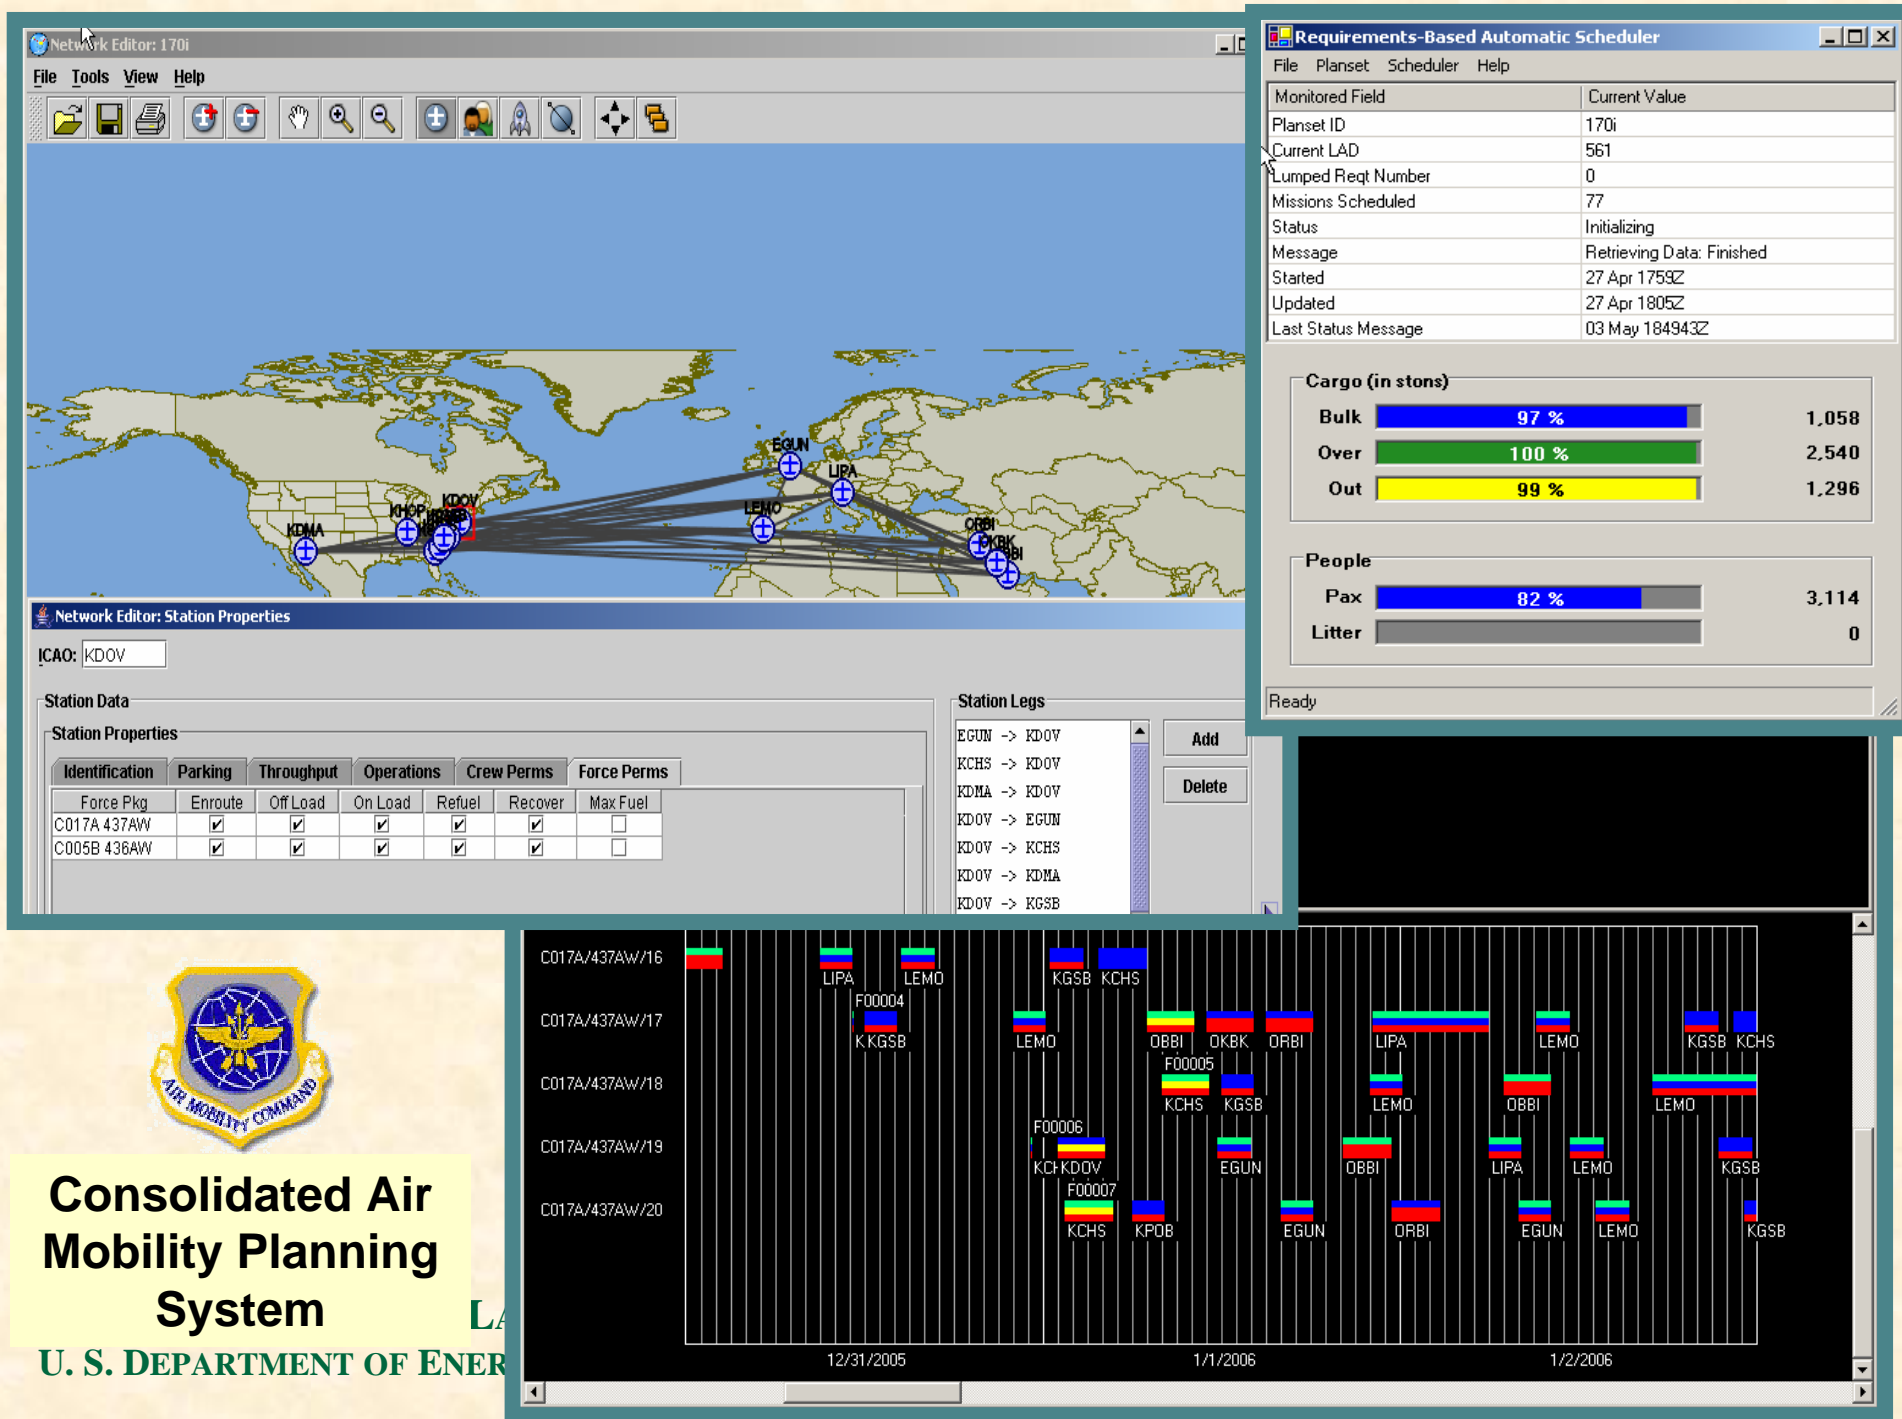 Network Editor: 170i
File Tools View Help
EGUN
LIPA
LEMO
KDOV
KHOP
KDMA
ORBI
OKBK
OBBI
Network Editor: Station Properties
ICAO: KDOV
Station Data
Station Properties
Identification Parking Throughput Operations Crew Perms Force Perms
Force Pkg Enroute Off Load On Load Refuel Recover Max Fuel
C017A 437AW
C005B 436AW
Station Legs
EGUN -> KDOV
KCHS -> KDOV
KDMA -> KDOV
KDOV -> EGUN
KDOV -> KCHS
KDOV -> KDMA
KDOV -> KGSB
Add
Delete
Requirements-Based Automatic Scheduler
File Planset Scheduler Help
Monitored Field Current Value
Planset ID 170i
Current LAD 561
Lumped Reqt Number 0
Missions Scheduled 77
Status Initializing
Message Retrieving Data: Finished
Started 27 Apr 1759Z
Updated 27 Apr 1805Z
Last Status Message 03 May 184943Z
Cargo (in stons)
Bulk 97 % 1,058
Over 100 % 2,540
Out 99 % 1,296
People
Pax 82 % 3,114
Litter 0
Ready
C017A/437AW/16
LIPA LEMO KGSB KCHS
F00004
C017A/437AW/17
K KGSB LEMO OBBI OKBK ORBI LIPA LEMO KGSB KCHS
F00005
C017A/437AW/18
KCHS KGSB LEMO OBBI LEMO
F00006
C017A/437AW/19
KCH KDOV EGUN OBBI LIPA LEMO KGSB
F00007
C017A/437AW/20
KCHS KPOB EGUN ORBI EGUN LEMO KGSB
12/31/2005 1/1/2006 1/2/2006
AIR MOBILITY COMMAND
Consolidated Air
Mobility Planning
System
LA
U. S. DEPARTMENT OF ENER